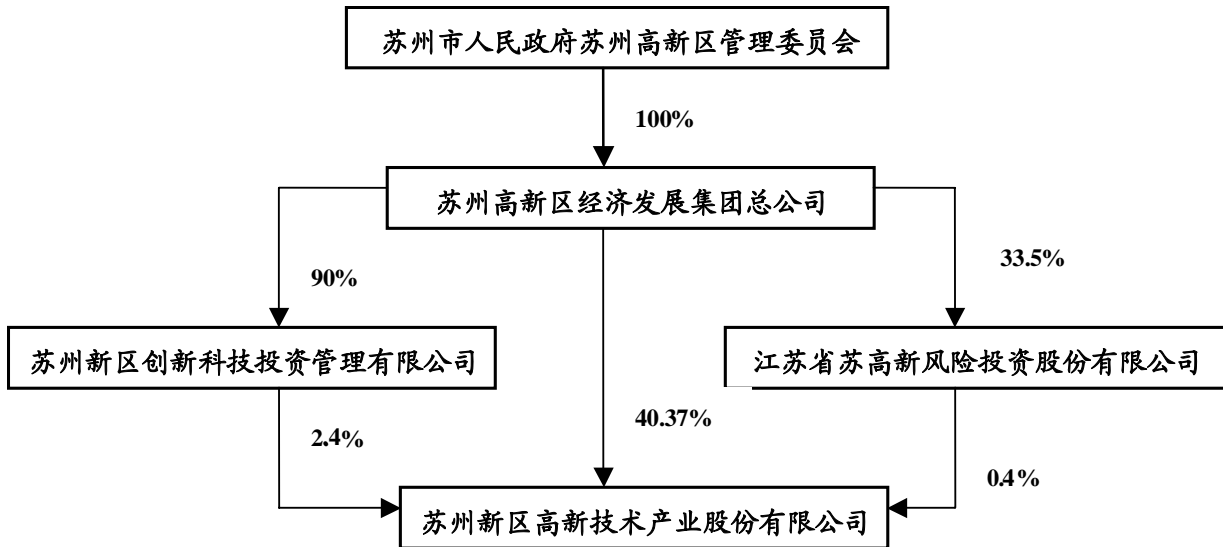 苏州市人民政府苏州高新区管理委员会
100%
苏州高新区经济发展集团总公司
90%
33.5%
苏州新区创新科技投资管理有限公司
江苏省苏高新风险投资股份有限公司
2.4%
40.37%
0.4%
苏州新区高新技术产业股份有限公司